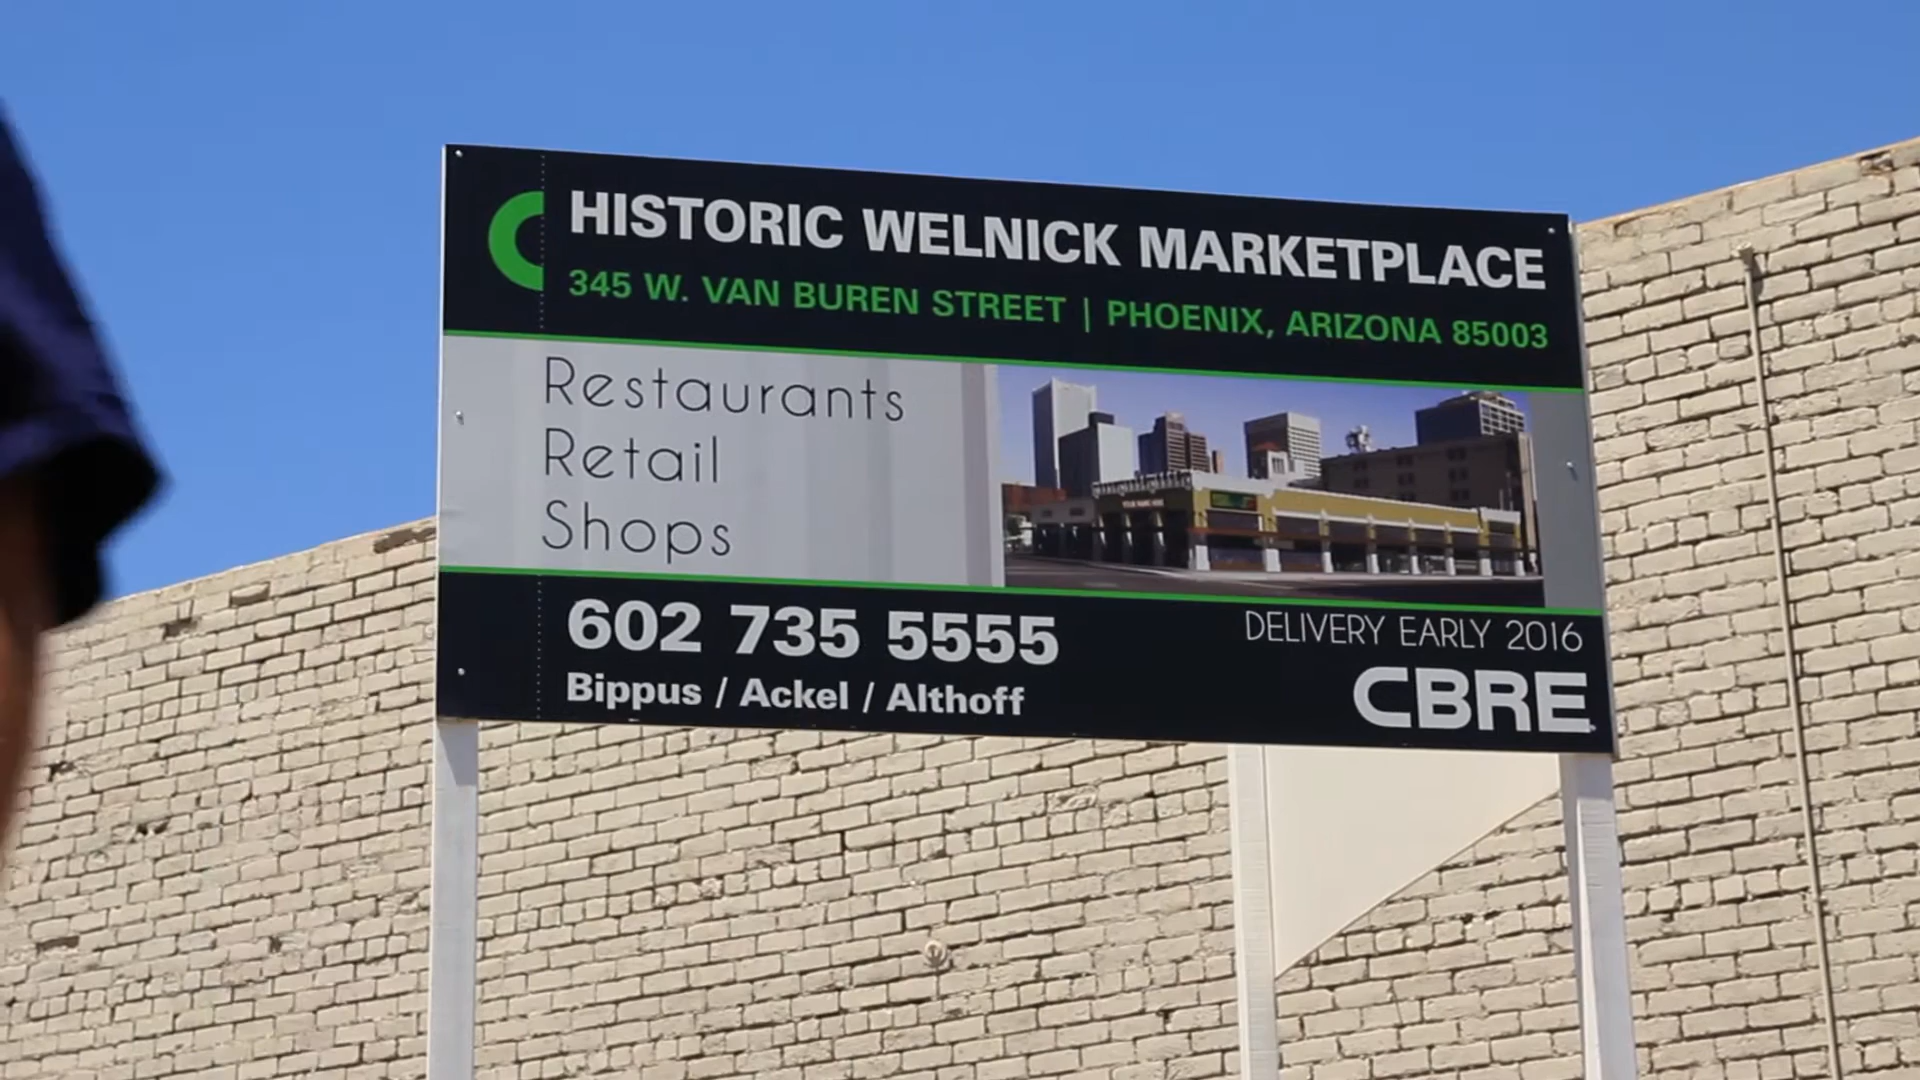 HISTORIC WELNICK MARKETPLACE
345 W. VAN BUREN STREET | PHOENIX, ARIZONA 85003
Restaurants
Retail
Shops
602 735 5555
Bippus / Ackel / Althoff
DELIVERY EARLY 2016
CBRE